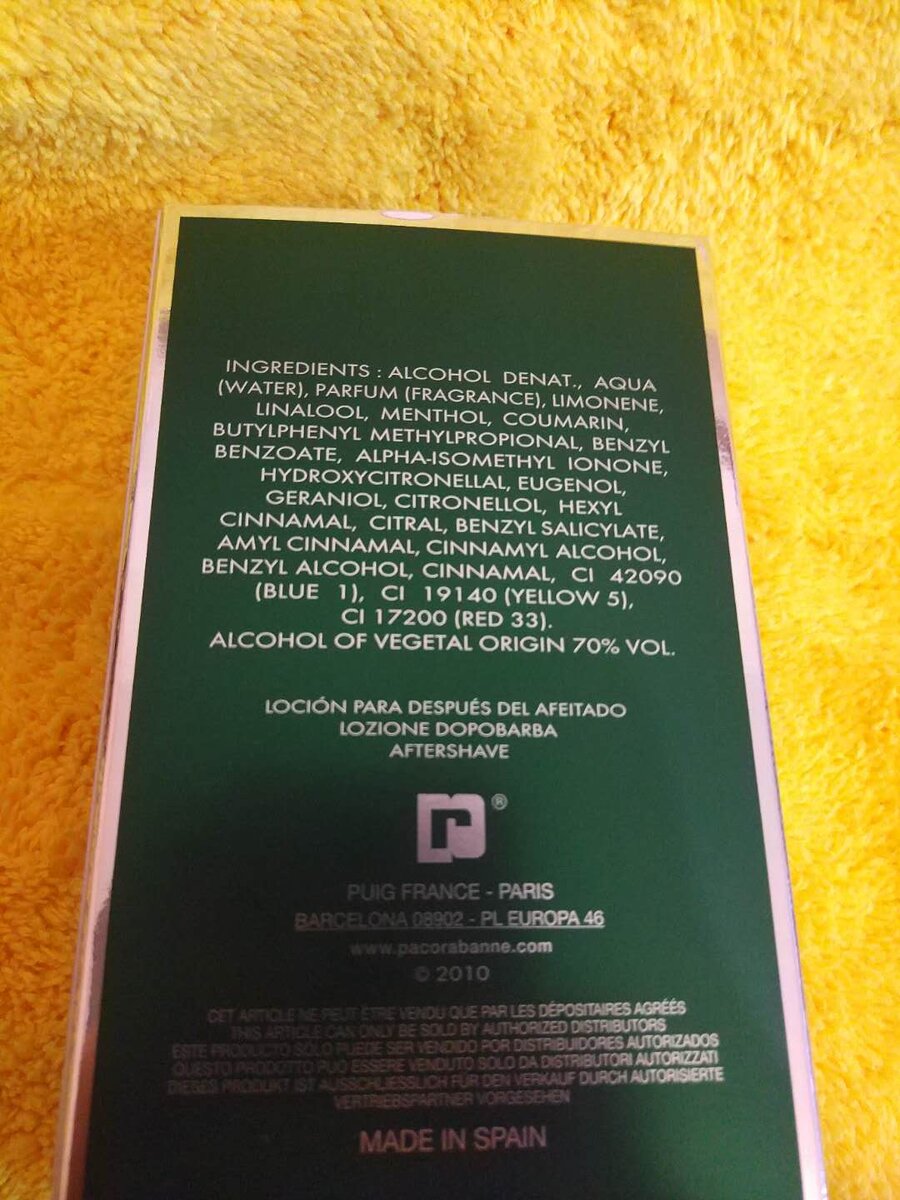 INGREDIENTS : ALCOHOL DENAT., AQUA
(WATER), PARFUM (FRAGRANCE), LIMONENE,
LINALOOL, MENTHOL, COUMARIN,
BUTYLPHENYL METHYLPROPIONAL, BENZYL
BENZOATE, ALPHA-ISOMETHYL IONONE,
HYDROXYCITRONELLAL, EUGENOL,
GERANIOL, CITRONELLOL, HEXYL
CINNAMAL, CITRAL, BENZYL SALICYLATE,
AMYL CINNAMAL, CINNAMYL ALCOHOL,
BENZYL ALCOHOL, CINNAMAL, CI 42090
(BLUE 1), CI 19140 (YELLOW 5),
CI 17200 (RED 33).
ALCOHOL OF VEGETAL ORIGIN 70% VOL.
LOCIÓN PARA DESPUÉS DEL AFEITADO
LOZIONE DOPOBARBA
AFTERSHAVE
®
PUIG FRANCE - PARIS
BARCELONA 08902 - PL EUROPA 46
www.pacorabanne.com
© 2010
CET ARTICLE NE PEUT ÊTRE VENDU QUE PAR LES DÉPOSITAIRES AGRÉÉS
THIS ARTICLE CAN ONLY BE SOLD BY AUTHORIZED DISTRIBUTORS
ESTE PRODUCTO SÓLO PUEDE SER VENDIDO POR DISTRIBUIDORES AUTORIZADOS
QUESTO PRODOTTO PUÒ ESSERE VENDUTO SOLO DA DISTRIBUTORI AUTORIZZATI
DIESES PRODUKT IST AUSSCHLIESSLICH FÜR DEN VERKAUF DURCH AUTORISIERTE
VERTRIEBSPARTNER VORGESEHEN
MADE IN SPAIN